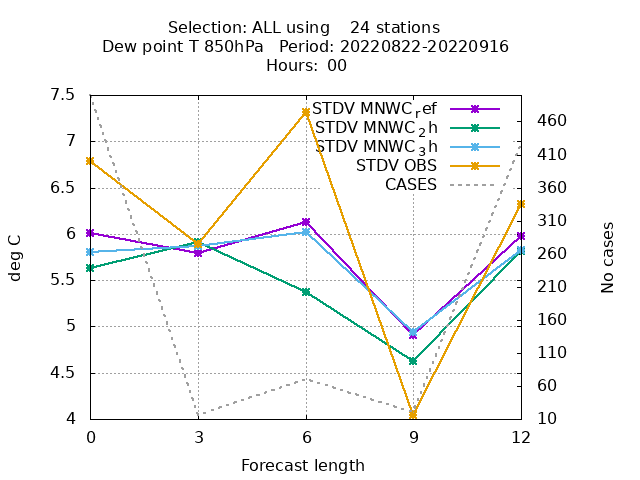 Selection: ALL using 24 stations
Dew point T 850hPa Period: 20220822-20220916
Hours: 00
STDV MNWC_ref
STDV MNWC_2h
STDV MNWC_3h
STDV OBS
CASES
7.5
7
6.5
6
5.5
5
4.5
4
deg C
460
410
360
310
260
210
160
110
60
10
No cases
0 3 6 9 12
Forecast length